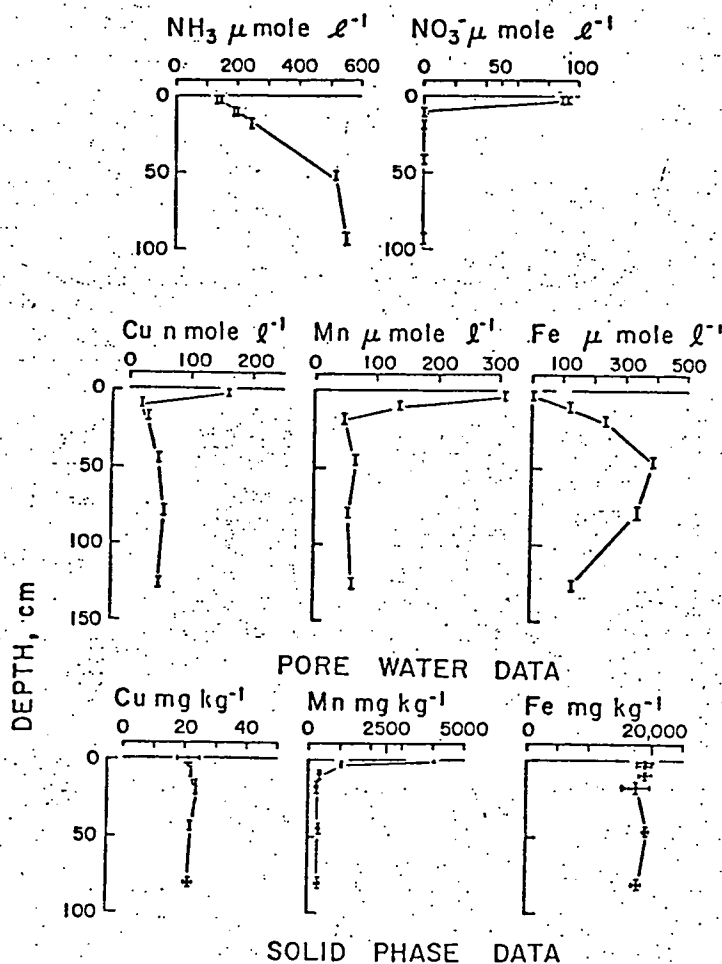 NH₃ μ mole ℓ⁻¹ NO₃⁻ μ mole ℓ⁻¹
0 200 400 600 0 50 100
0 0
50 50
100 100
Cu n mole ℓ⁻¹ Mn μ mole ℓ⁻¹ Fe μ mole ℓ⁻¹
0 100 200 0 100 200 300 0 100 300 500
0
50
100
150
DEPTH, cm
PORE WATER DATA
Cu mg kg⁻¹ Mn mg kg⁻¹ Fe mg kg⁻¹
0 20 40 0 2500 5000 0 20,000
0
50
100
SOLID PHASE DATA